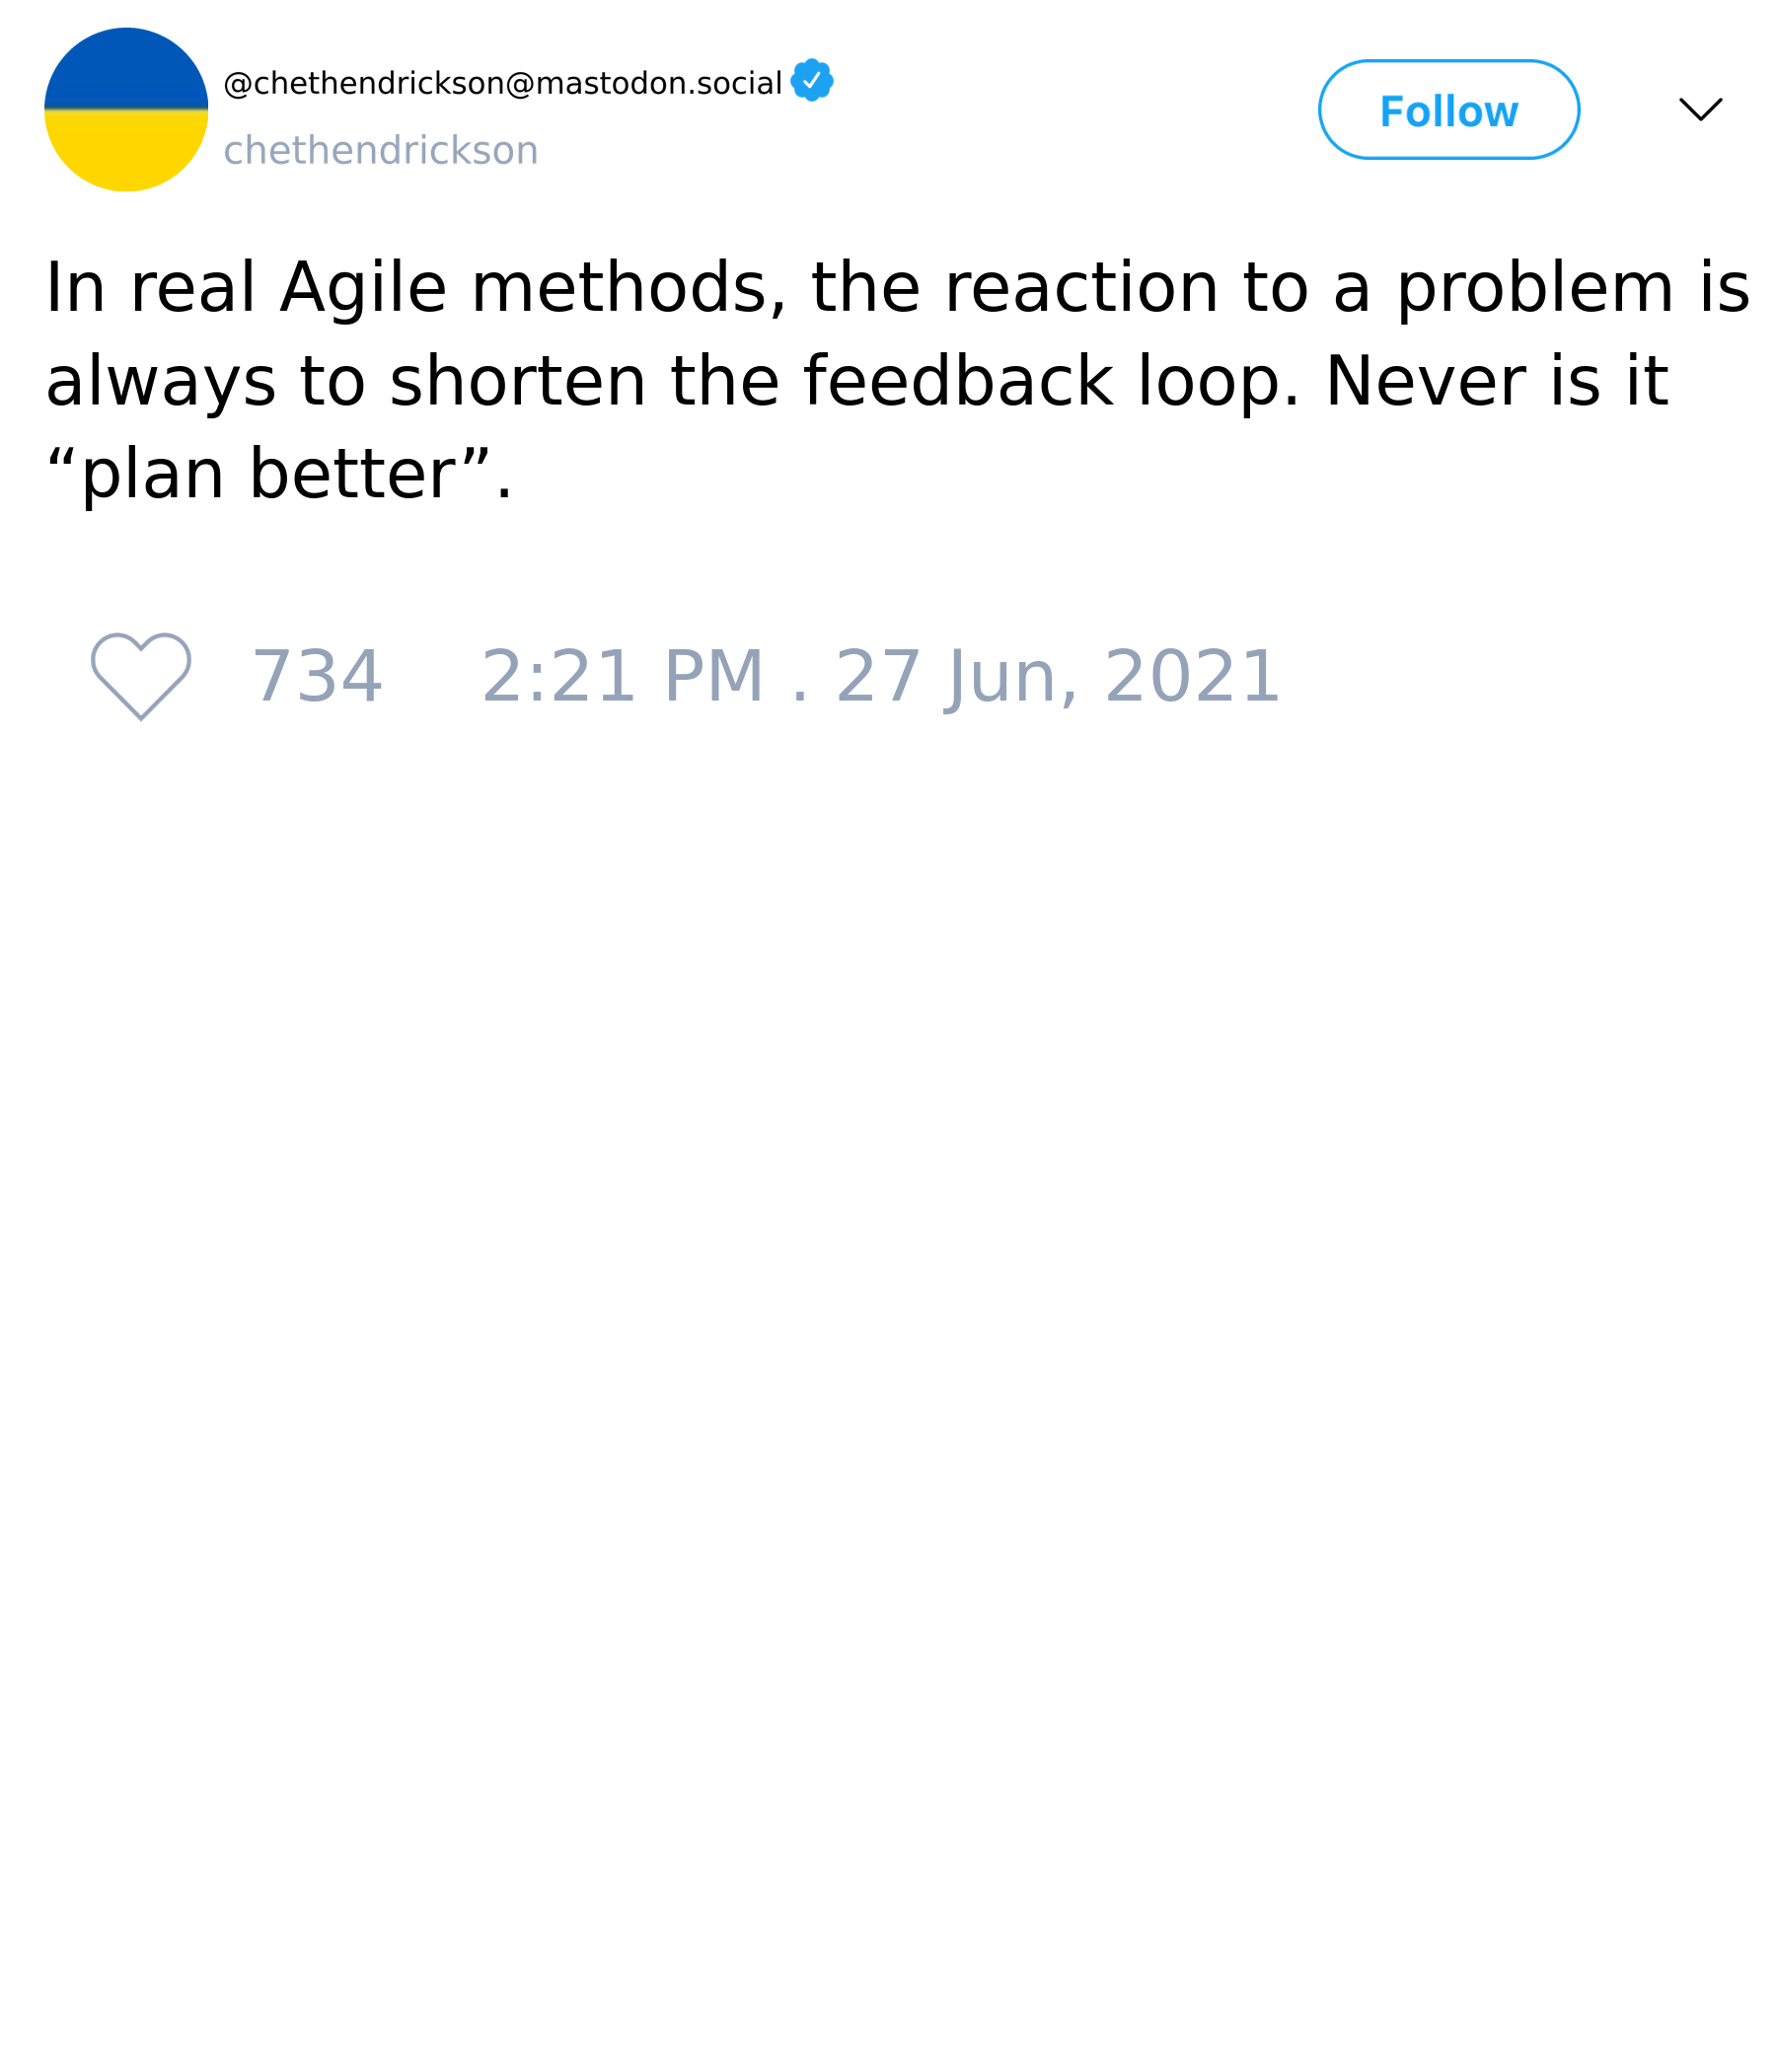 @chethendrickson@mastodon.social
chethendrickson
Follow
In real Agile methods, the reaction to a problem is
always to shorten the feedback loop. Never is it
“plan better”.
734 2:21 PM . 27 Jun, 2021